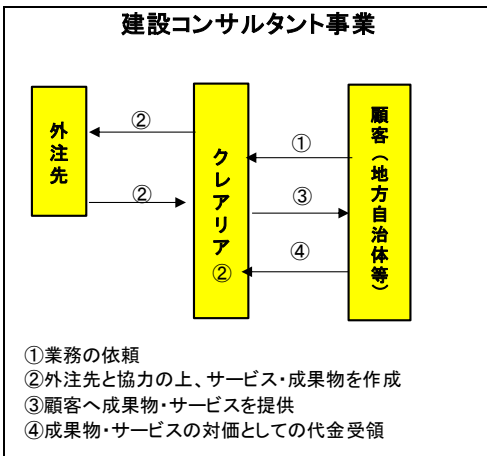 建設コンサルタント事業
外注先
②
②
クレアリア
②
①
③
④
顧客（地方自治体等）
①業務の依頼
②外注先と協力の上、サービス・成果物を作成
③顧客へ成果物・サービスを提供
④成果物・サービスの対価としての代金受領